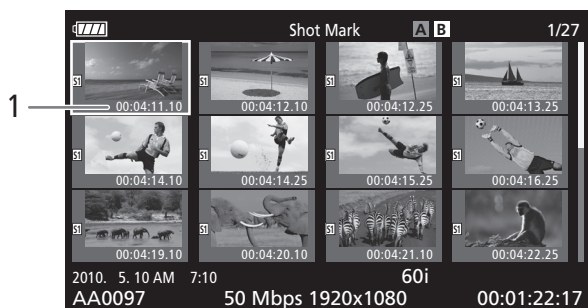 Shot Mark A B 1/27
S1 S1 S1 S1
1 00:04:11.10 00:04:12.10 00:04:12.25 00:04:13.25
S1 S1 S1 S1
00:04:14.10 00:04:14.25 00:04:15.25 00:04:16.25
S1 S1 S1 S1
00:04:19.10 00:04:20.10 00:04:21.10 00:04:22.25
2010. 5. 10 AM 7:10 60i
AA0097 50 Mbps 1920x1080 00:01:22:17